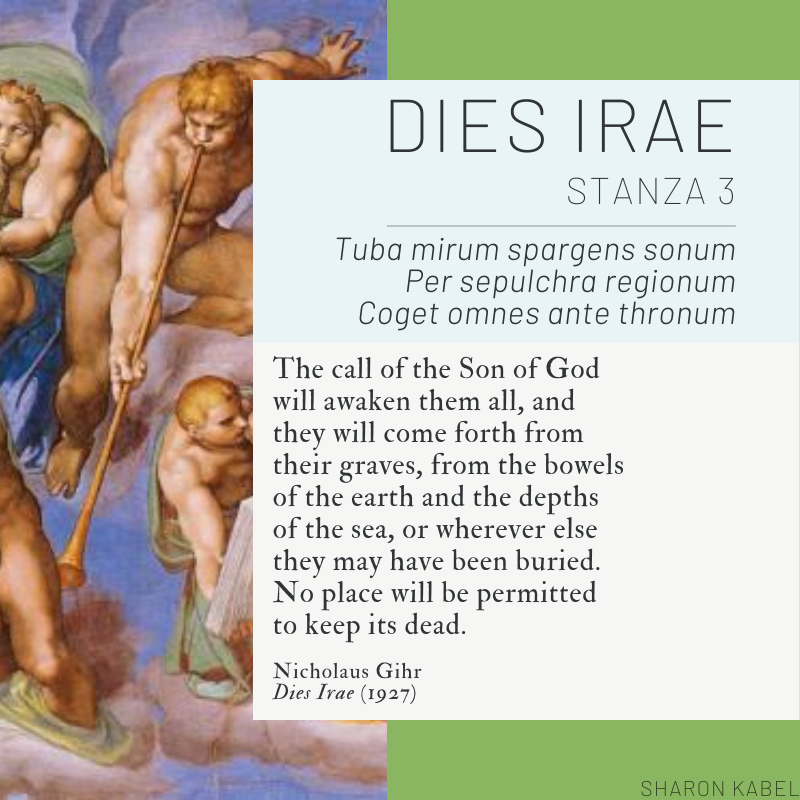 DIES IRAE
STANZA 3
Tuba mirum spargens sonum
Per sepulchra regionum
Coget omnes ante thronum
The call of the Son of God
will awaken them all, and
they will come forth from
their graves, from the bowels
of the earth and the depths
of the sea, or wherever else
they may have been buried.
No place will be permitted
to keep its dead.
Nicholaus Gihr
Dies Irae (1927)
SHARON KABEL